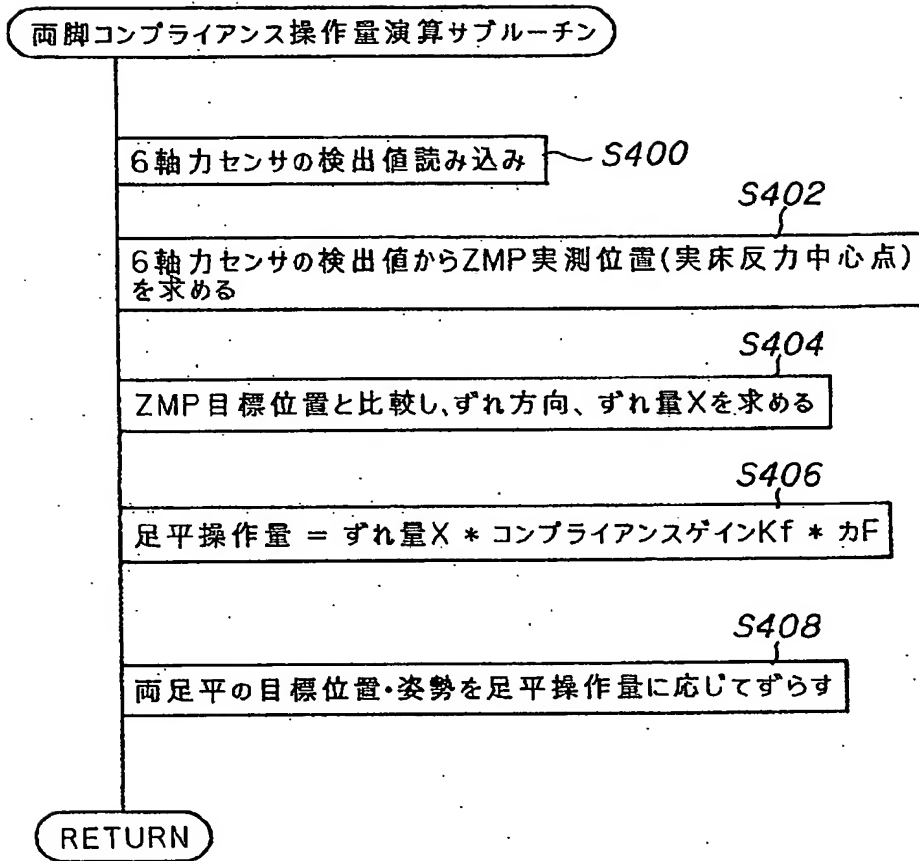 両脚コンプライアンス操作量演算サブルーチン
6軸力センサの検出値読み込み
S400
S402
6軸力センサの検出値からZMP実測位置(実床反力中心点)
を求める
S404
ZMP目標位置と比較し、ずれ方向、ずれ量Xを求める
S406
足平操作量 = ずれ量X * コンプライアンスゲインKf * 力F
S408
両足平の目標位置・姿勢を足平操作量に応じてずらす
RETURN